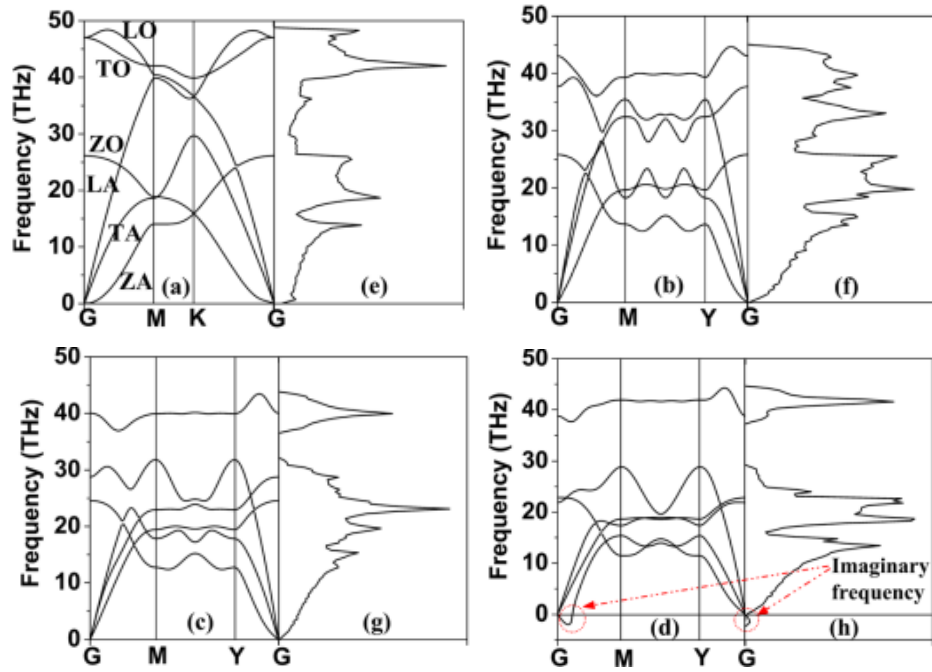 50
40
30
20
10
0
Frequency (THz)
LO
TO
ZO
LA
TA
ZA
(a)
(e)
G
M
K
G
50
40
30
20
10
0
Frequency (THz)
(b)
(f)
G
M
Y
G
50
40
30
20
10
0
Frequency (THz)
(c)
(g)
G
M
Y
G
50
40
30
20
10
0
Frequency (THz)
Imaginary
frequency
(d)
(h)
G
M
Y
G